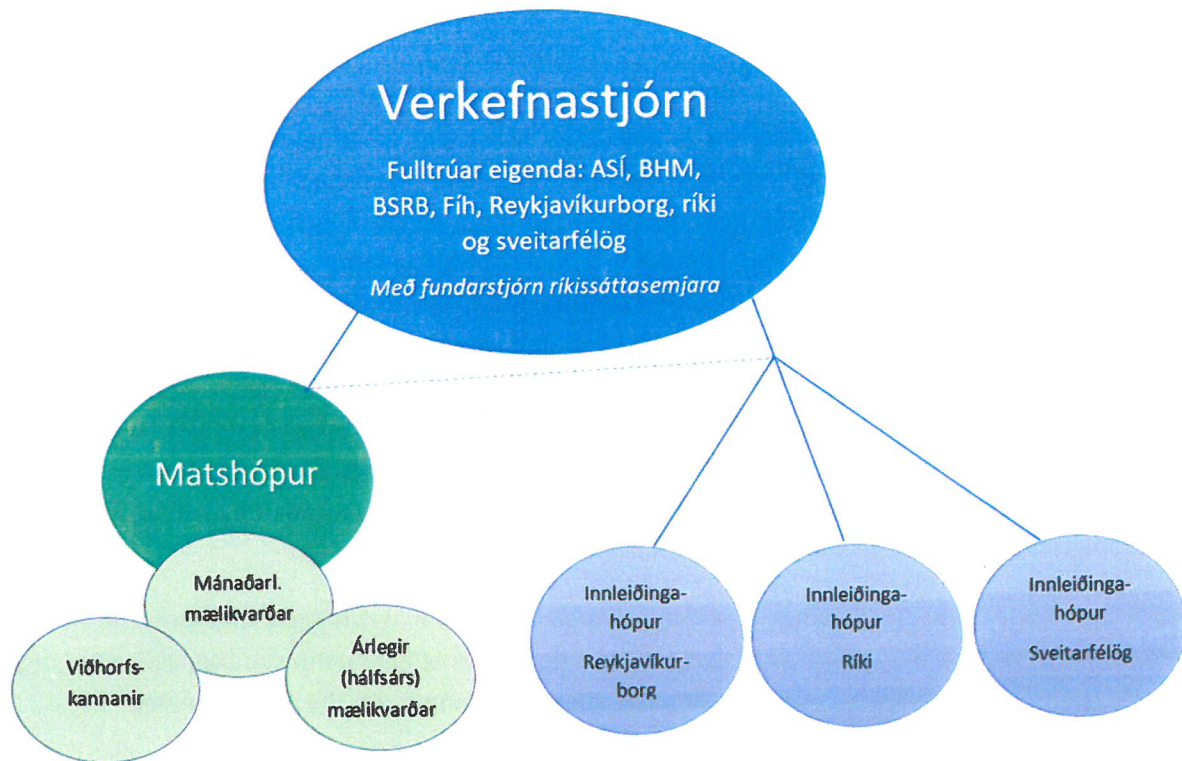 Verkefnastjórn
Fulltrúar eigenda: ASÍ, BHM,
BSRB, Fíh, Reykjavíkurborg, ríki
og sveitarfélög
Með fundarstjórn ríkissáttasemjara
Matshópur
Mánaðarl.
mælikvarðar
Viðhorfs-
kannanir
Árlegir
(hálfsárs)
mælikvarðar
Innleiðinga-
hópur
Reykjavíkur-
borg
Innleiðinga-
hópur
Ríki
Innleiðinga-
hópur
Sveitarfélög